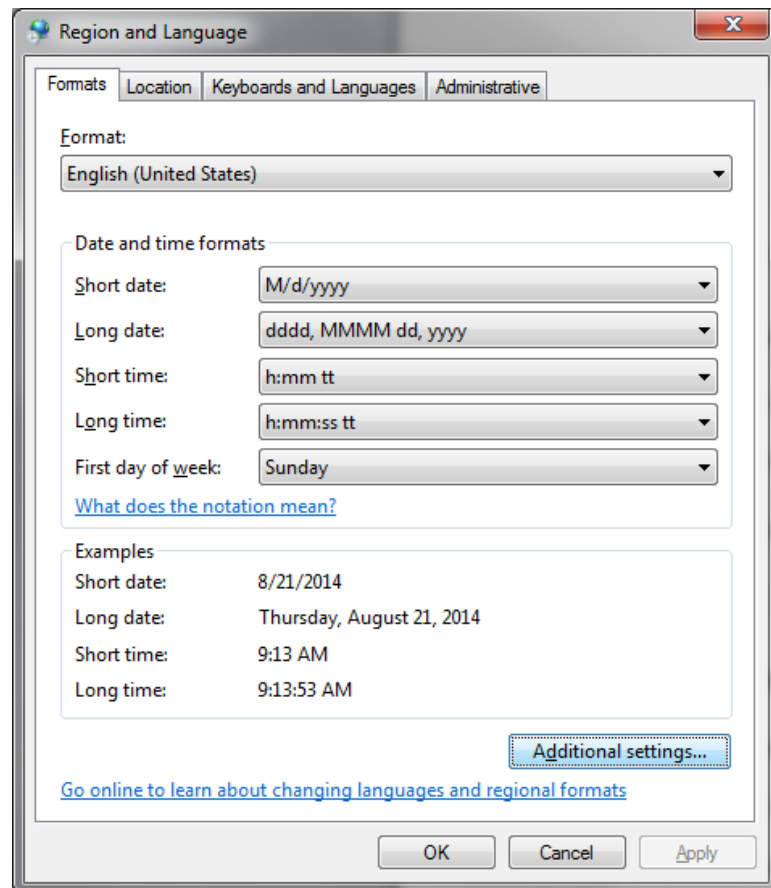 Region and Language
Formats Location Keyboards and Languages Administrative
Format:
English (United States)
Date and time formats
Short date: M/d/yyyy
Long date: dddd, MMMM dd, yyyy
Short time: h:mm tt
Long time: h:mm:ss tt
First day of week: Sunday
What does the notation mean?
Examples
Short date: 8/21/2014
Long date: Thursday, August 21, 2014
Short time: 9:13 AM
Long time: 9:13:53 AM
Additional settings...
Go online to learn about changing languages and regional formats
OK Cancel Apply